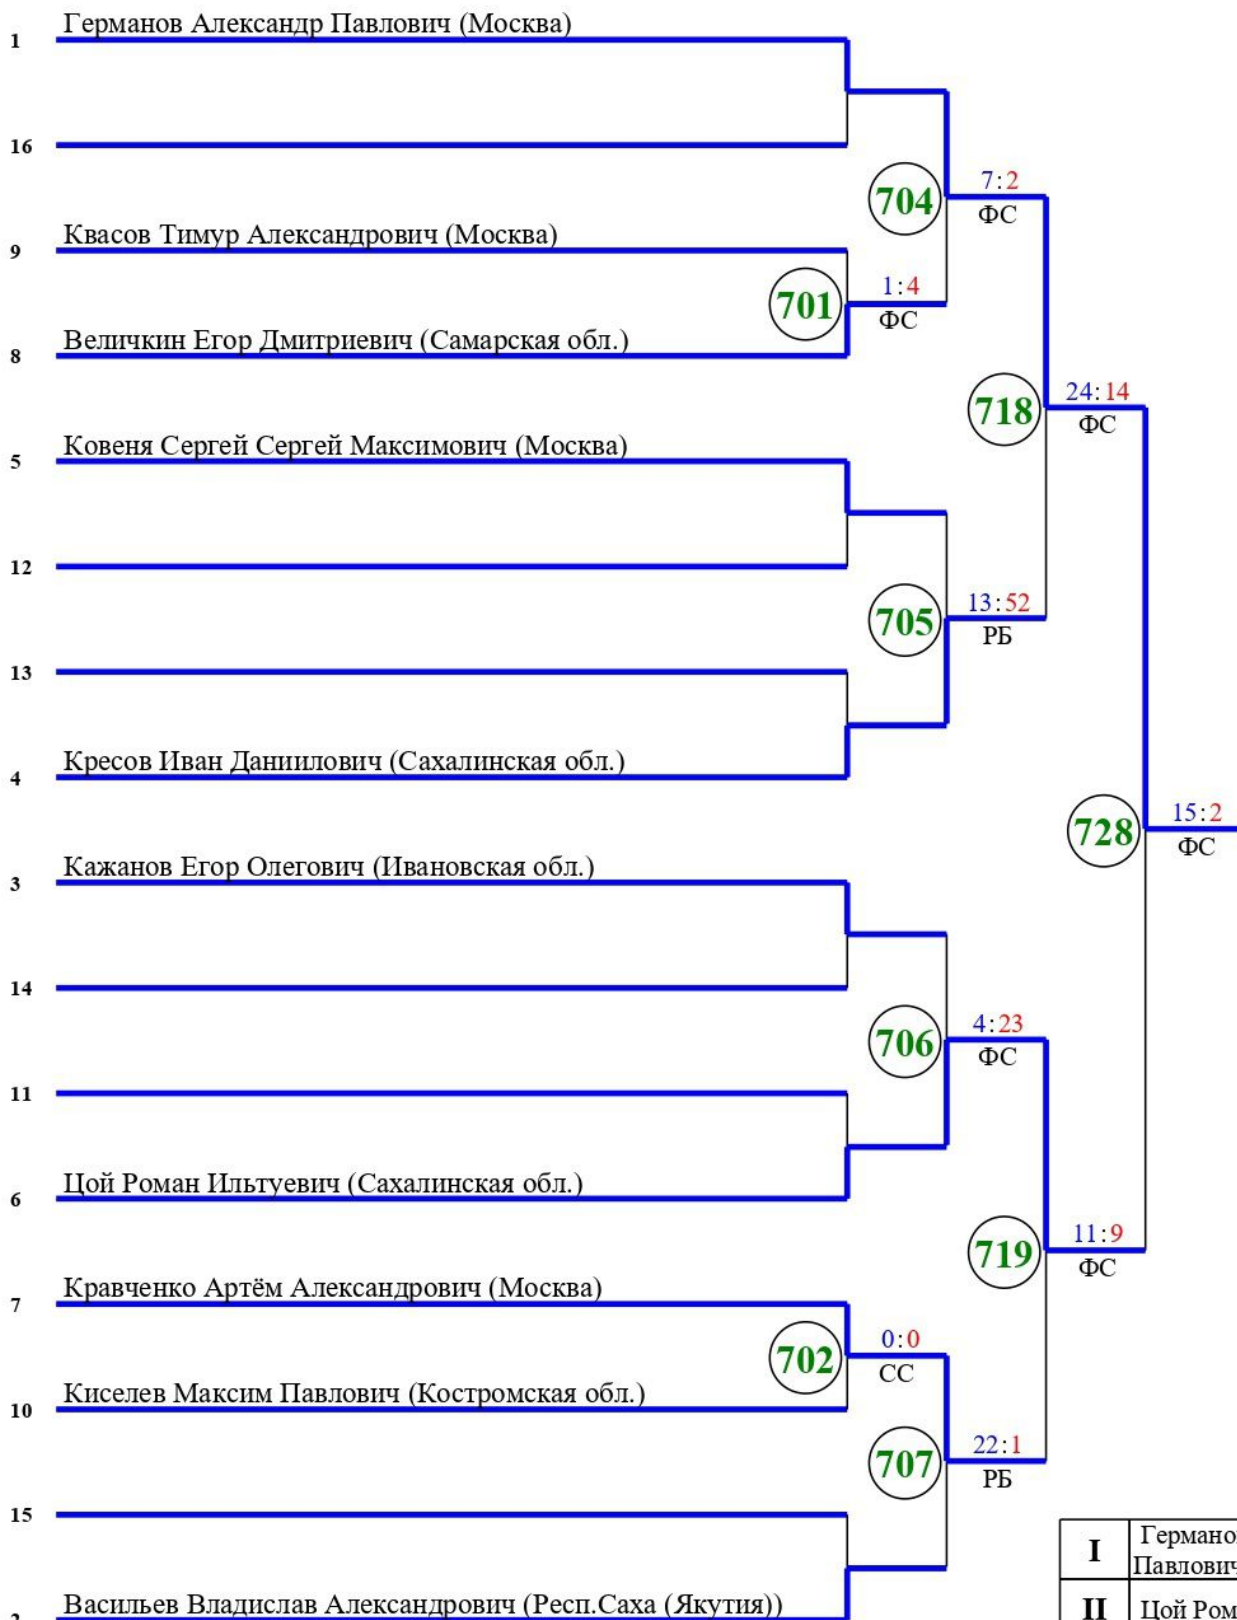 Германов Александр Павлович (Москва)
1
16
7:2
704
ФС
Квасов Тимур Александрович (Москва)
9
1:4
701
ФС
Величкин Егор Дмитриевич (Самарская обл.)
8
24:14
718
ФС
Ковеня Сергей Сергей Максимович (Москва)
5
12
13:52
705
РБ
13
Кресов Иван Даниилович (Сахалинская обл.)
4
15:2
728
ФС
Кажанов Егор Олегович (Ивановская обл.)
3
14
4:23
706
ФС
11
Цой Роман Ильтуевич (Сахалинская обл.)
6
11:9
719
ФС
Кравченко Артём Александрович (Москва)
7
0:0
702
СС
Киселев Максим Павлович (Костромская обл.)
10
22:1
707
РБ
15
I
Павлович
Васильев Владислав Александрович (Респ.Саха (Якутия))
II Цой